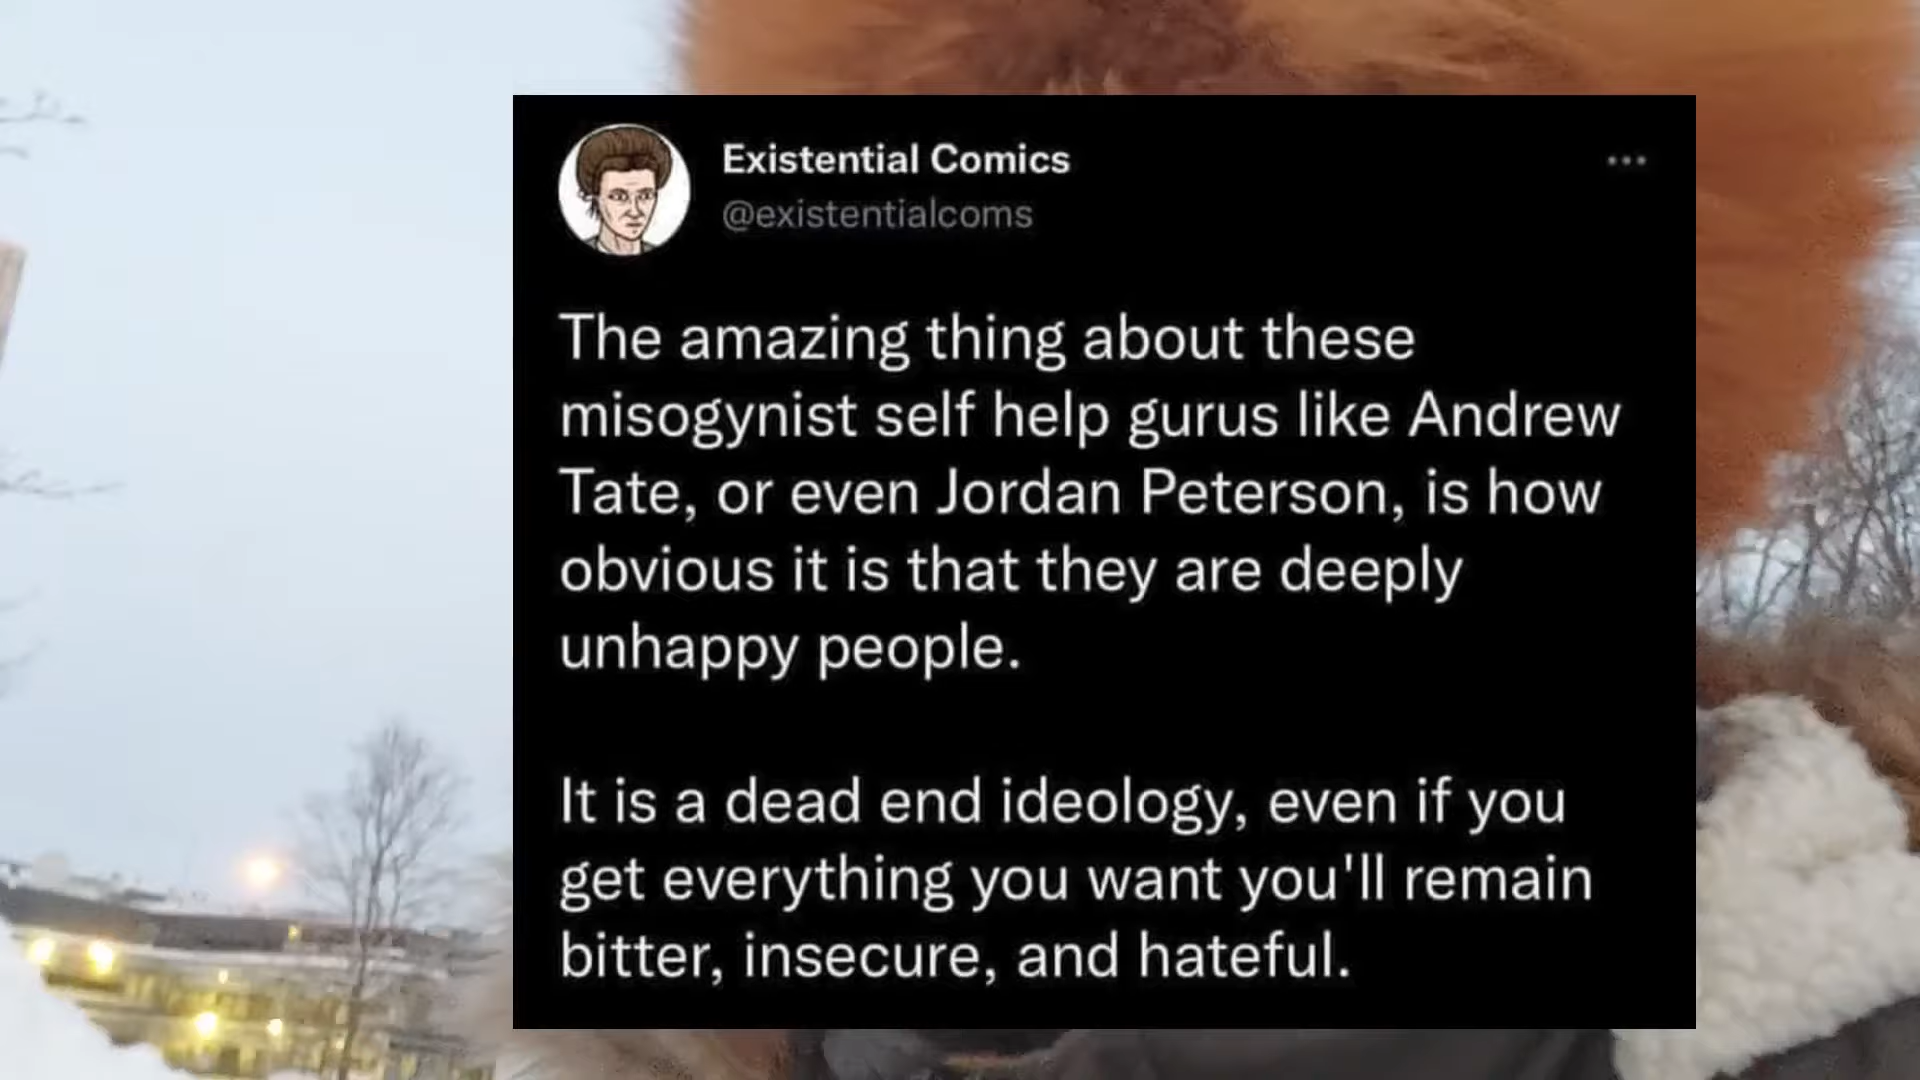 Existential Comics
@existentialcoms
The amazing thing about these
misogynist self help gurus like Andrew
Tate, or even Jordan Peterson, is how
obvious it is that they are deeply
unhappy people.
It is a dead end ideology, even if you
get everything you want you'll remain
bitter, insecure, and hateful.